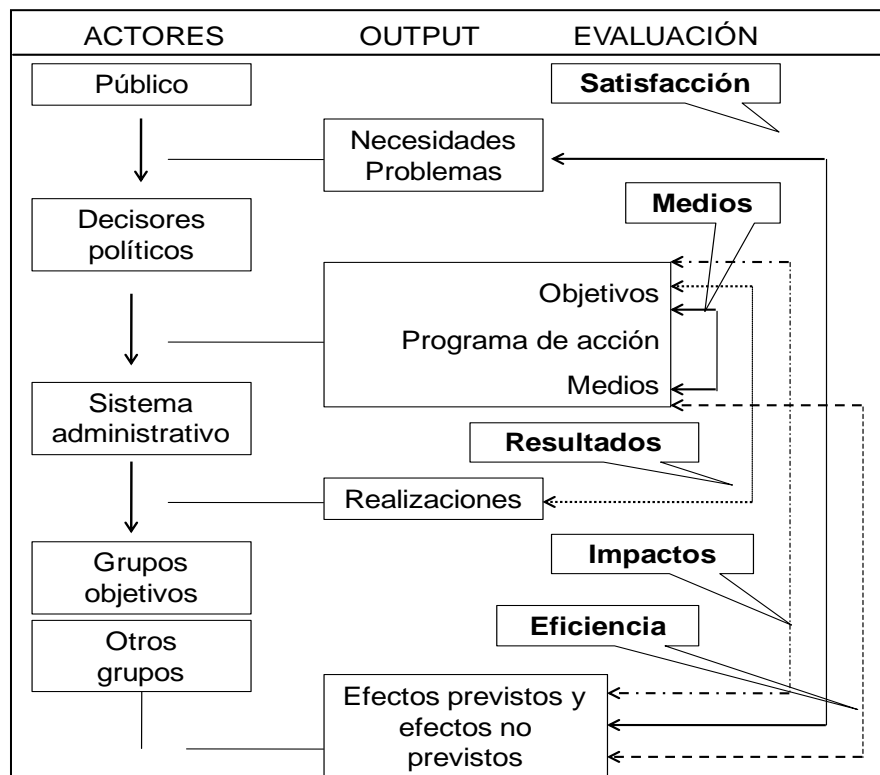 ACTORES OUTPUT EVALUACIÓN
Público
Satisfacción
Necesidades
Problemas
Medios
Decisores
políticos
Objetivos
Programa de acción
Medios
Sistema
administrativo
Resultados
Realizaciones
Grupos
objetivos
Impactos
Eficiencia
Otros
grupos
Efectos previstos y
efectos no
previstos